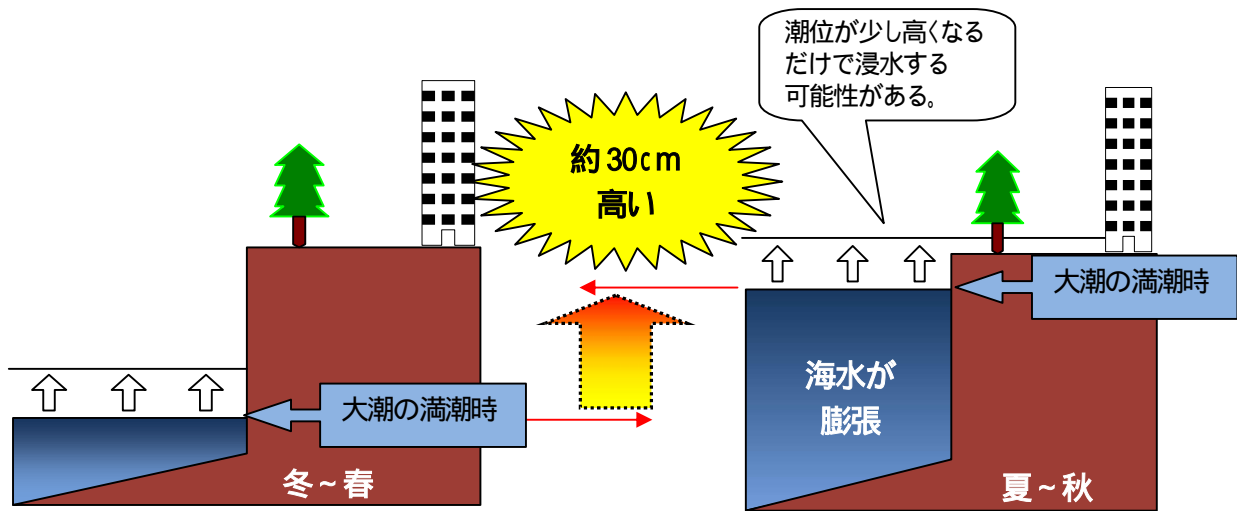 潮位が少し高くなる
だけで浸水する
可能性がある。
約30cm
高い
大潮の満潮時
海水が
膨張
大潮の満潮時
冬~春
夏~秋